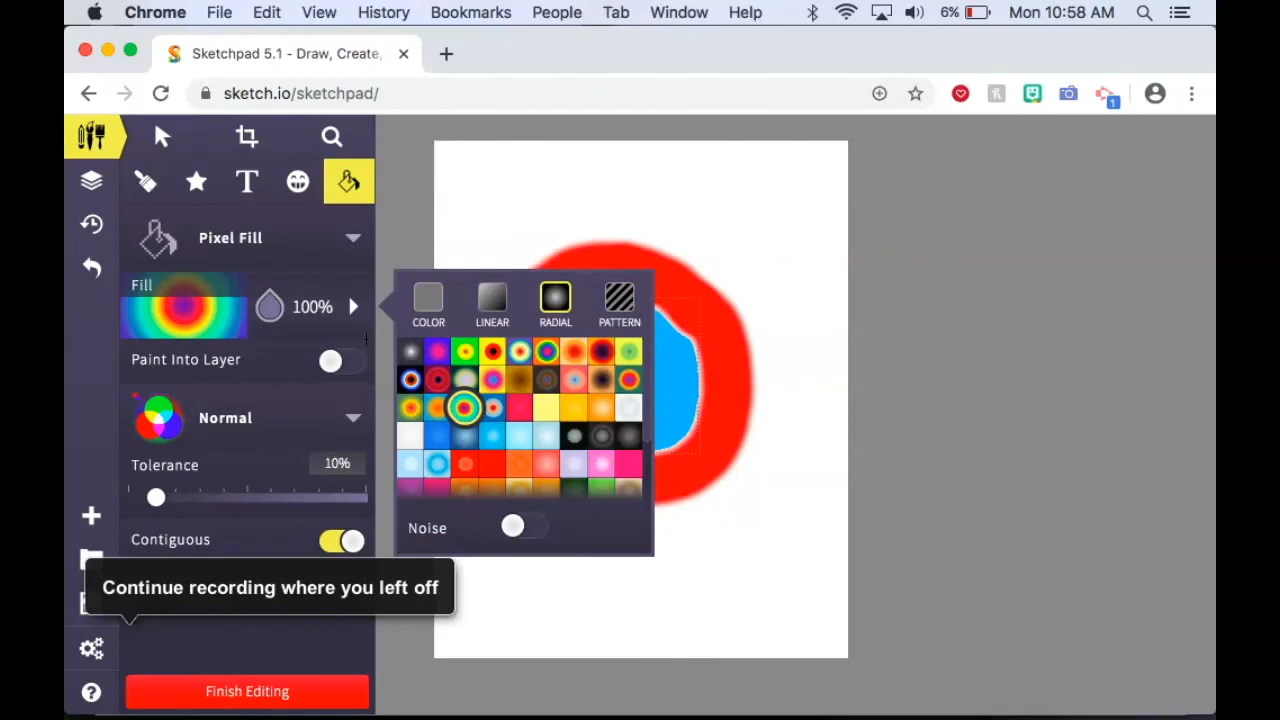 Chrome File Edit View History Bookmarks People Tab Window Help 6% Mon 10:58 AM
Sketchpad 5.1 - Draw, Create,
sketch.io/sketchpad/
1
T
Pixel Fill
Fill
100%
COLOR LINEAR RADIAL PATTERN
Paint Into Layer
Normal
Tolerance 10%
Noise
Contiguous
Continue recording where you left off
?
Finish Editing